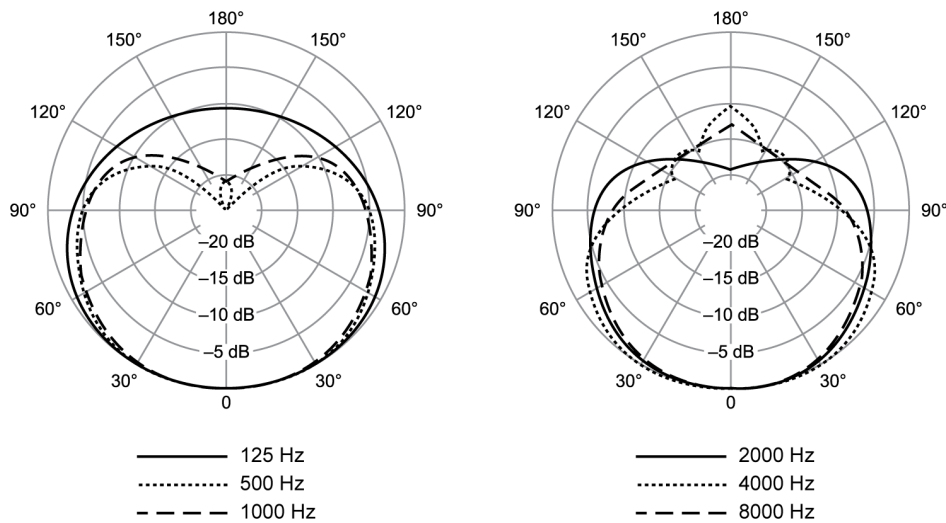 180°
150° 150°
120° 120°
90° 90°
60° 60°
30° 30°
0
–20 dB
–15 dB
–10 dB
–5 dB
125 Hz
500 Hz
1000 Hz
180°
150° 150°
120° 120°
90° 90°
60° 60°
30° 30°
0
–20 dB
–15 dB
–10 dB
–5 dB
2000 Hz
4000 Hz
8000 Hz